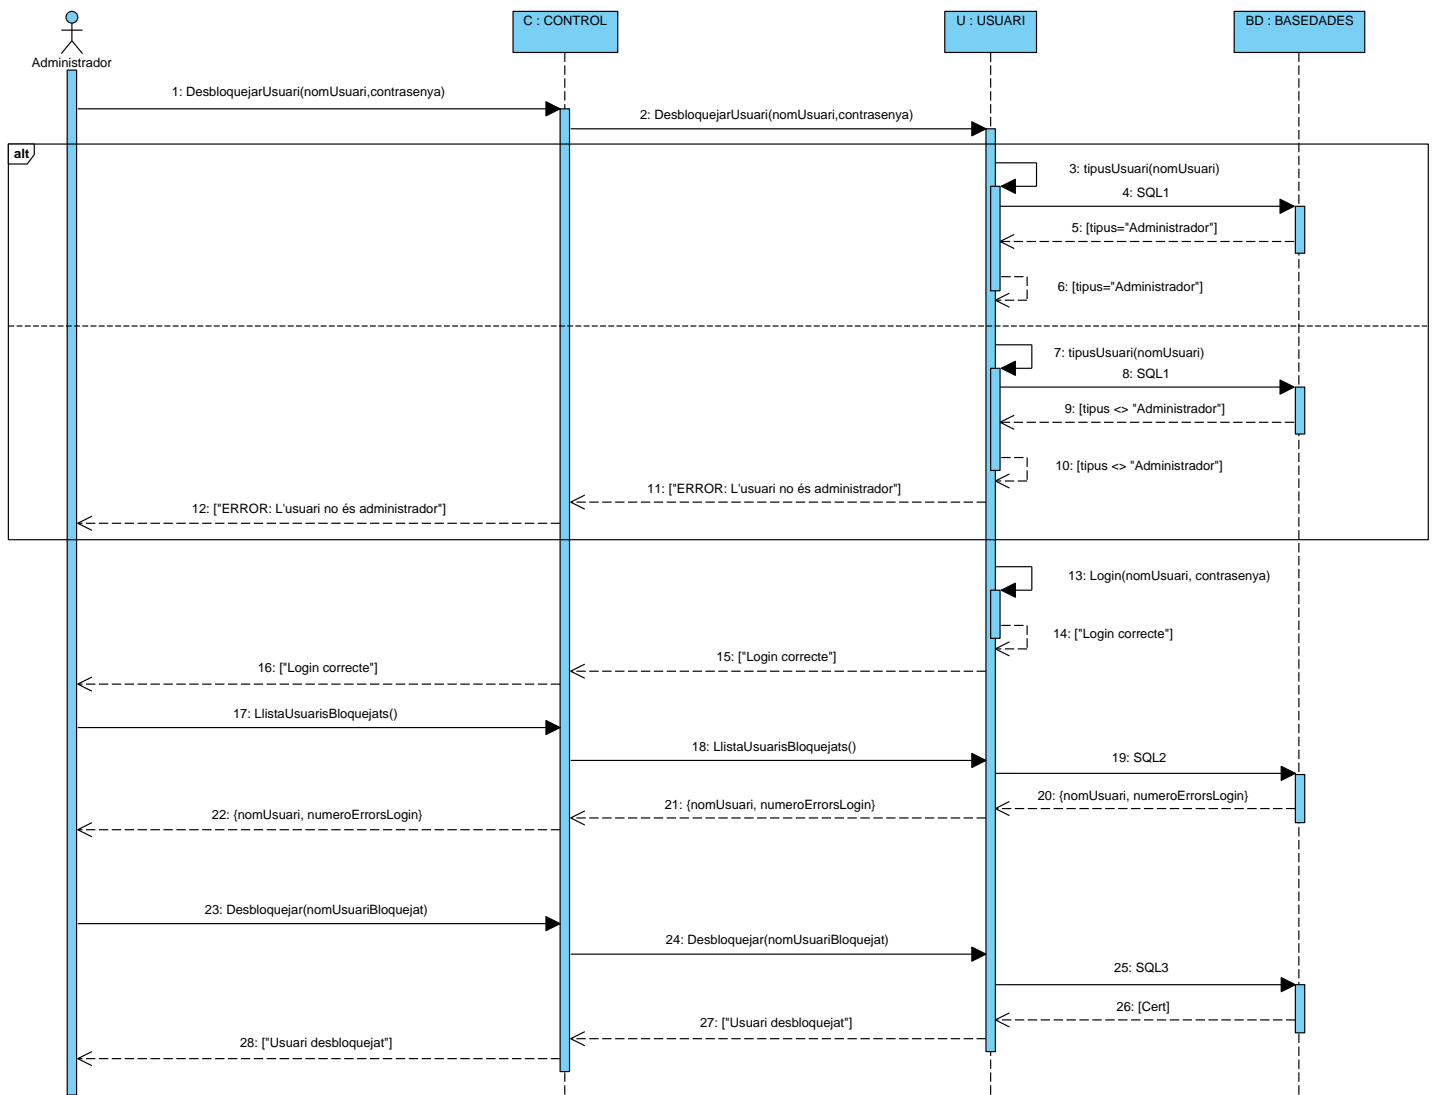 C : CONTROL
U : USUARI
BD : BASEDADES
Administrador
1: DesbloquejarUsuari(nomUsuari,contrasenya)
2: DesbloquejarUsuari(nomUsuari,contrasenya)
alt
3: tipusUsuari(nomUsuari)
4: SQL1
5: [tipus="Administrador"]
6: [tipus="Administrador"]
7: tipusUsuari(nomUsuari)
8: SQL1
9: [tipus <> "Administrador"]
10: [tipus <> "Administrador"]
11: ["ERROR: L'usuari no és administrador"]
12: ["ERROR: L'usuari no és administrador"]
13: Login(nomUsuari, contrasenya)
14: ["Login correcte"]
15: ["Login correcte"]
16: ["Login correcte"]
17: LlistaUsuarisBloquejats()
18: LlistaUsuarisBloquejats()
19: SQL2
20: {nomUsuari, numeroErrorsLogin}
21: {nomUsuari, numeroErrorsLogin}
22: {nomUsuari, numeroErrorsLogin}
23: Desbloquejar(nomUsuariBloquejat)
24: Desbloquejar(nomUsuariBloquejat)
25: SQL3
26: [Cert]
27: ["Usuari desbloquejat"]
28: ["Usuari desbloquejat"]